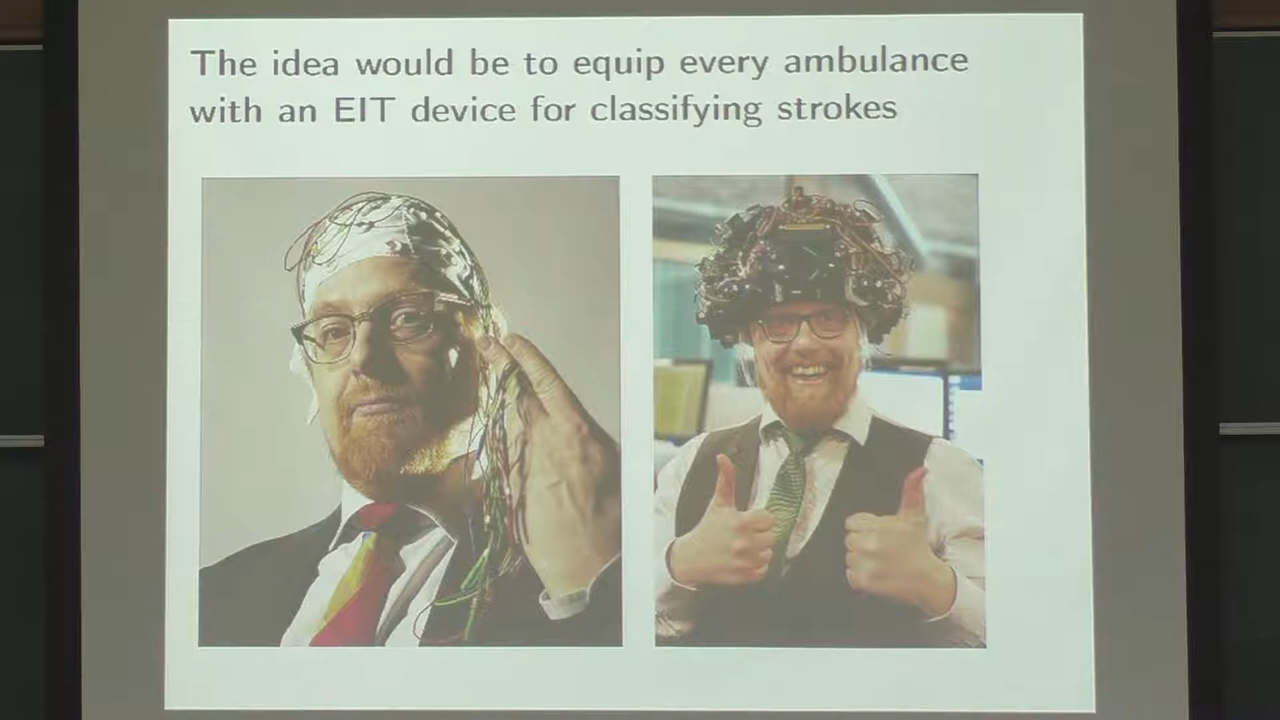 The idea would be to equip every ambulance
with an EIT device for classifying strokes